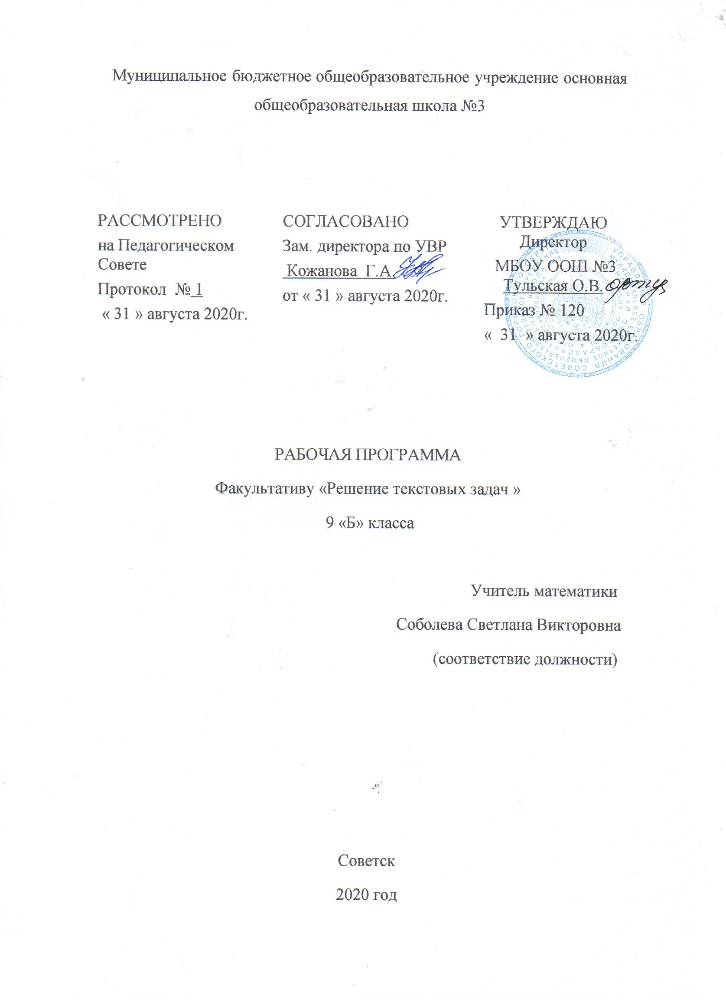 Муниципальное бюджетное общеобразовательное учреждение основная
общеобразовательная школа №3
РАССМОТРЕНО
на Педагогическом
Совете
Протокол № 1
« 31 » августа 2020г.
СОГЛАСОВАНО
Зам. директора по УВР
Кожанова Г.А.
от « 31 » августа 2020г.
УТВЕРЖДАЮ
Директор
МБОУ ООШ №3
Тульская О.В.
Приказ № 120
« 31 » августа 2020г.
РАБОЧАЯ ПРОГРАММА
Факультативу «Решение текстовых задач »
9 «Б» класса
Учитель математики
Соболева Светлана Викторовна
(соответствие должности)
Советск
2020 год